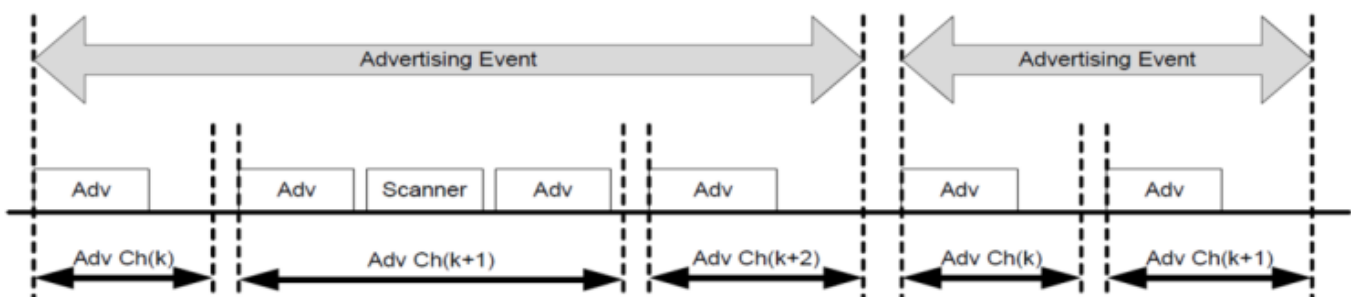 Advertising Event Advertising Event
Adv Adv Scanner Adv Adv Adv Adv
Adv Ch(k) Adv Ch(k+1) Adv Ch(k+2) Adv Ch(k) Adv Ch(k+1)